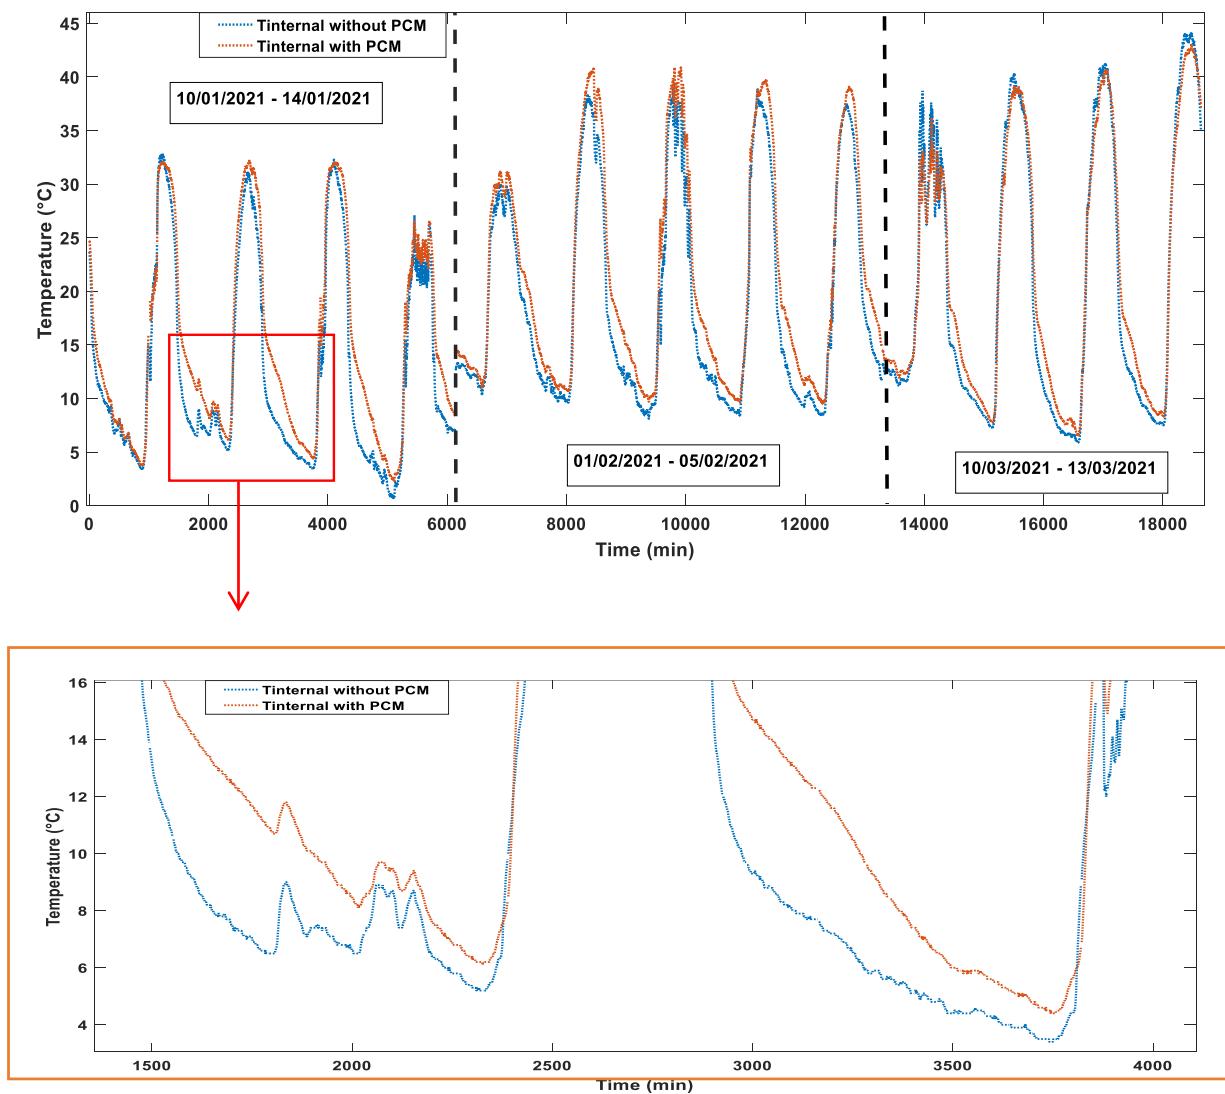 45
40
35
30
25
20
15
10
5
0
Temperature (°C)
Tinternal without PCM
Tinternal with PCM
10/01/2021 - 14/01/2021
01/02/2021 - 05/02/2021
10/03/2021 - 13/03/2021
0 2000 4000 6000 8000 10000 12000 14000 16000 18000
Time (min)
16
14
12
10
8
6
4
Temperature (°C)
Tinternal without PCM
Tinternal with PCM
1500 2000 2500 3000 3500 4000
Time (min)